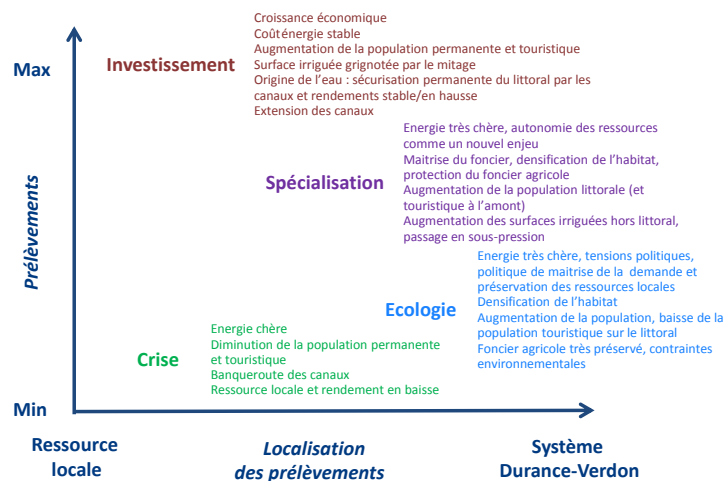 Croissance économique
Coût énergie stable
Augmentation de la population permanente et touristique
Surface irriguée grignotée par le mitage
Origine de l'eau : sécurisation permanente du littoral par les
canaux et rendements stable/en hausse
Extension des canaux
Max
Investissement
Energie très chère, autonomie des ressources
comme un nouvel enjeu
Maitrise du foncier, densification de l'habitat,
protection du foncier agricole
Augmentation de la population littorale (et
touristique à l'amont)
Augmentation des surfaces irriguées hors littoral,
passage en sous-pression
Spécialisation
Prélèvements
Energie très chère, tensions politiques,
politique de maitrise de la demande et
préservation des ressources locales
Densification de l'habitat
Augmentation de la population, baisse de la
population touristique sur le littoral
Foncier agricole très préservé, contraintes
environnementales
Ecologie
Energie chère
Diminution de la population permanente
et touristique
Banqueroute des canaux
Ressource locale et rendement en baisse
Crise
Min
Ressource
locale
Localisation
des prélèvements
Système
Durance-Verdon